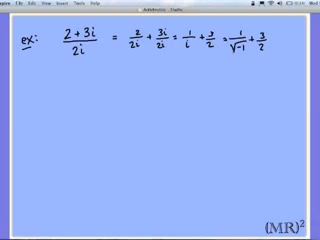 ex: (2 + 3i)/(2i) = 2/(2i) + 3i/(2i) = 1/i + 3/2 = 1/√-1 + 3/2
(MR)²